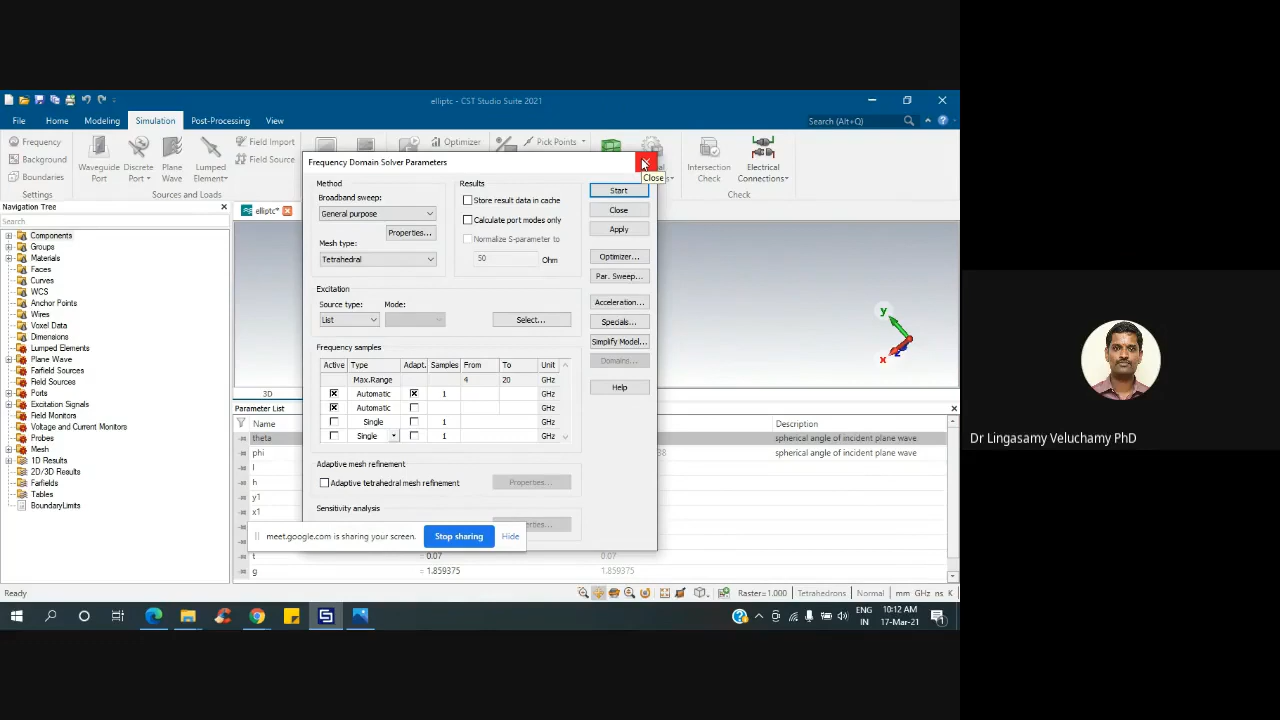 elliptc - CST Studio Suite 2021
File Home Modeling Simulation Post-Processing View
Search (Alt+Q)
Frequency
Background
Boundaries
Settings
Waveguide Port
Discrete Port
Plane Wave
Lumped Element
Field Import
Field Source
Sources and Loads
Optimizer
Pick Points
Intersection Check
Electrical Connections
Check
Navigation Tree
Search
Components
Groups
Materials
Faces
Curves
WCS
Anchor Points
Wires
Voxel Data
Dimensions
Lumped Elements
Plane Wave
Farfield Sources
Field Sources
Ports
Excitation Signals
Field Monitors
Voltage and Current Monitors
Probes
Mesh
1D Results
2D/3D Results
Farfields
Tables
BoundaryLimits
elliptc*
Frequency Domain Solver Parameters
Close
Method
Broadband sweep:
General purpose
Properties...
Mesh type:
Tetrahedral
Results
Store result data in cache
Calculate port modes only
Normalize S-parameter to
50 Ohm
Start
Close
Apply
Optimizer...
Par. Sweep...
Acceleration...
Specials...
Simplify Model...
Domains...
Help
Excitation
Source type: Mode:
List
Select...
Frequency samples
Active Type Adapt. Samples From To Unit
Max.Range 4 20 GHz
Automatic 1 GHz
Automatic GHz
Single 1 GHz
Single 1 GHz
Adaptive mesh refinement
Adaptive tetrahedral mesh refinement
Properties...
Sensitivity analysis
meet.google.com is sharing your screen. Stop sharing Hide
y
x
z
3D
Parameter List
Name Description
theta spherical angle of incident plane wave
phi spherical angle of incident plane wave
l
h
y1
x1
t = 0.07 0.07
g = 1.859375 1.859375
Ready
Raster=1.000 Tetrahedrons Normal mm GHz ns K
ENG
IN
10:12 AM
17-Mar-21
1
Dr Lingasamy Veluchamy PhD